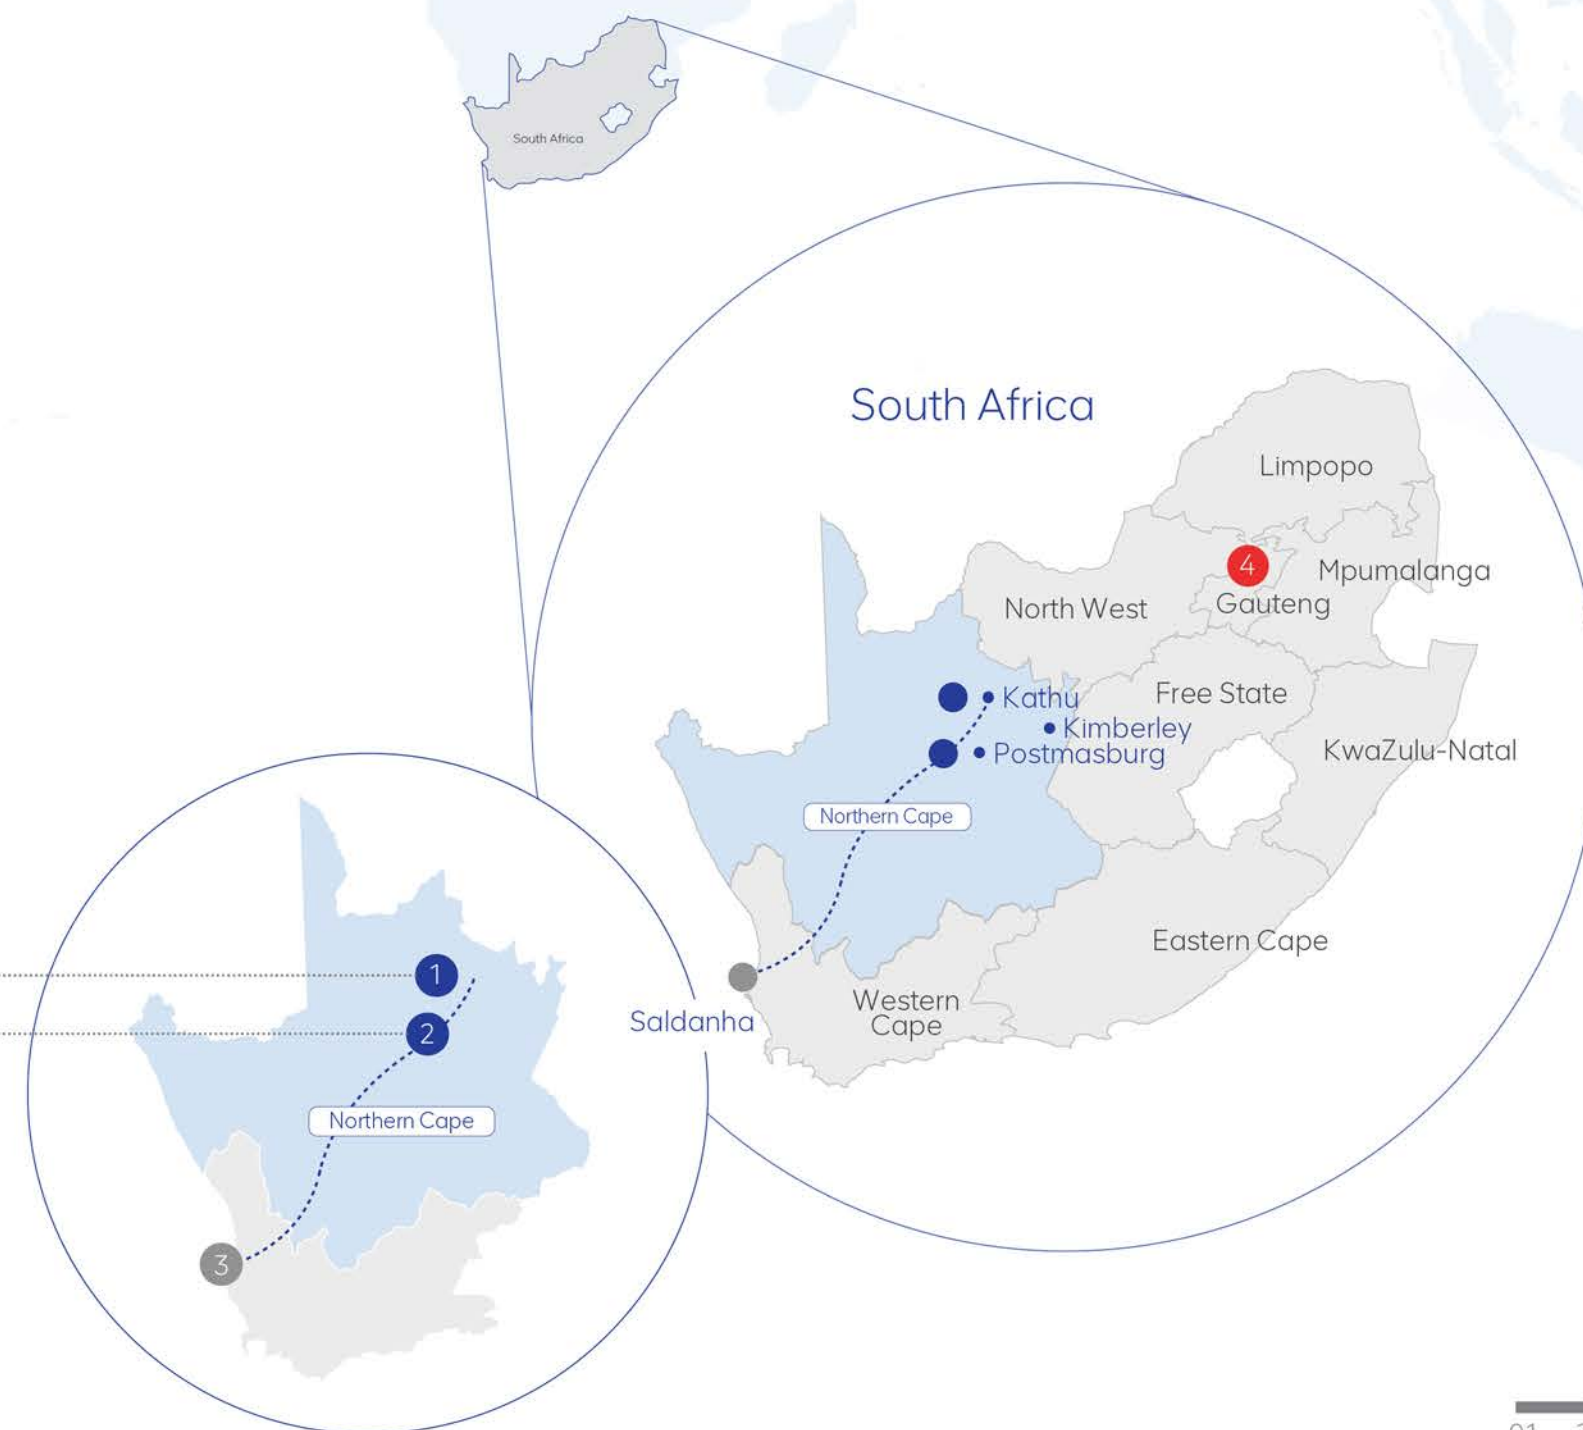 South Africa
South Africa
Limpopo
4
Mpumalanga
Gauteng
North West
Kathu
Free State
Kimberley
Postmasburg
KwaZulu-Natal
Northern Cape
Eastern Cape
Western
Cape
Saldanha
1
2
Northern Cape
3